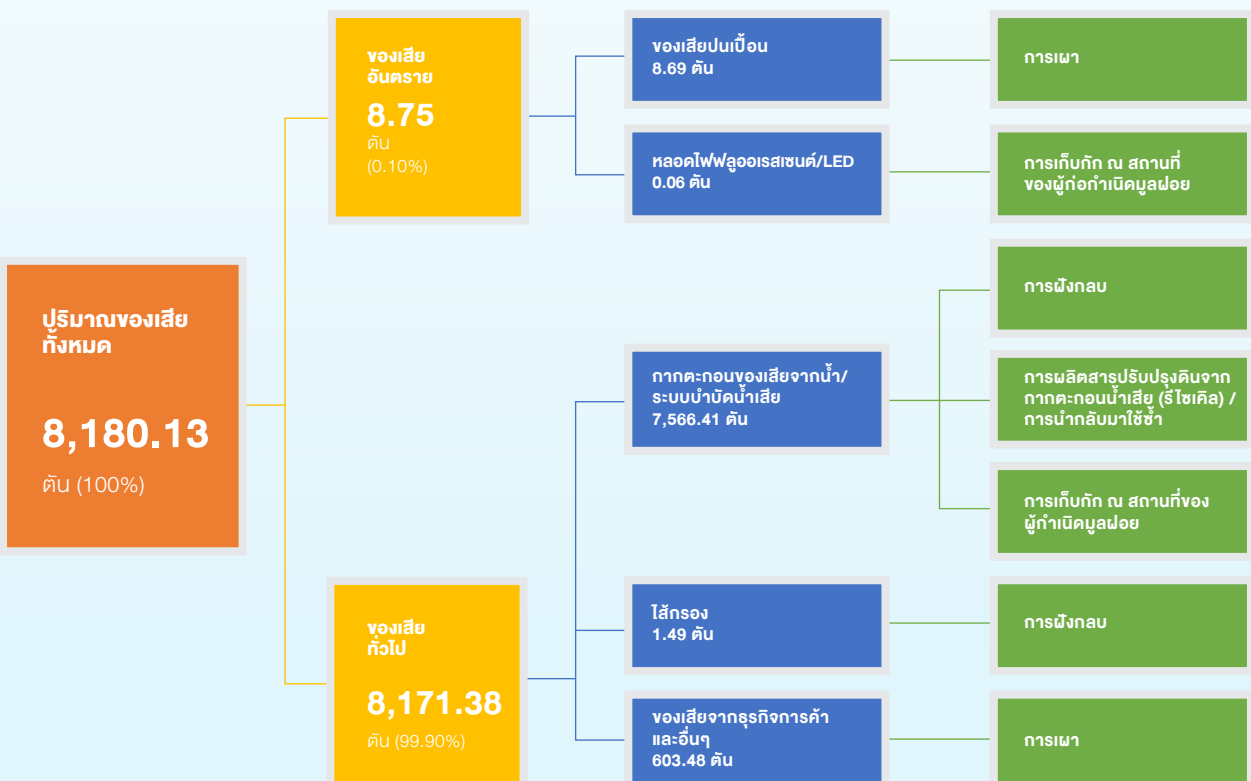 ปริมาณของเสีย
ทั้งหมด
8,180.13
ตัน (100%)
ของเสีย
อันตราย
8.75
ตัน
(0.10%)
ของเสียปนเปื้อน
8.69 ตัน
การเผา
หลอดไฟฟลูออเรสเซนต์/LED
0.06 ตัน
การเก็บกัก ณ สถานที่
ของผู้ก่อกำเนิดมูลฝอย
ของเสีย
ทั่วไป
8,171.38
ตัน (99.90%)
กากตะกอนของเสียจากน้ำ/
ระบบบำบัดน้ำเสีย
7,566.41 ตัน
การฝังกลบ
การผลิตสารปรับปรุงดินจาก
กากตะกอนน้ำเสีย (รีไซเคิล) /
การนำกลับมาใช้ซ้ำ
การเก็บกัก ณ สถานที่ของ
ผู้กำเนิดมูลฝอย
ไส้กรอง
1.49 ตัน
การฝังกลบ
ของเสียจากธุรกิจการค้า
และอื่นๆ
603.48 ตัน
การเผา